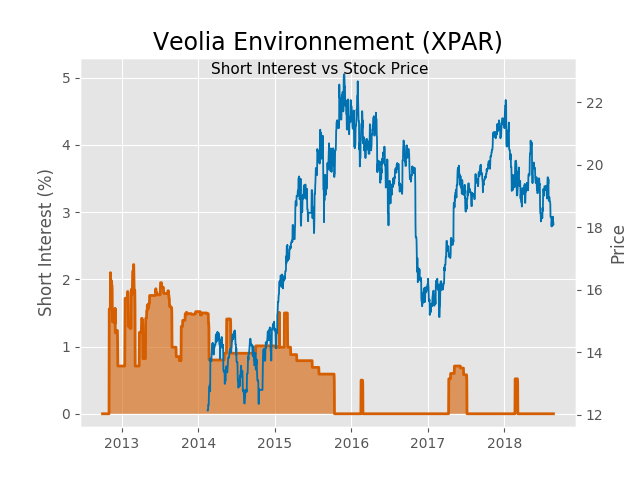 Veolia Environnement (XPAR)
Short Interest vs Stock Price
Short Interest (%)
5
4
3
2
1
0
22
20
18
16
14
12
Price
2013 2014 2015 2016 2017 2018